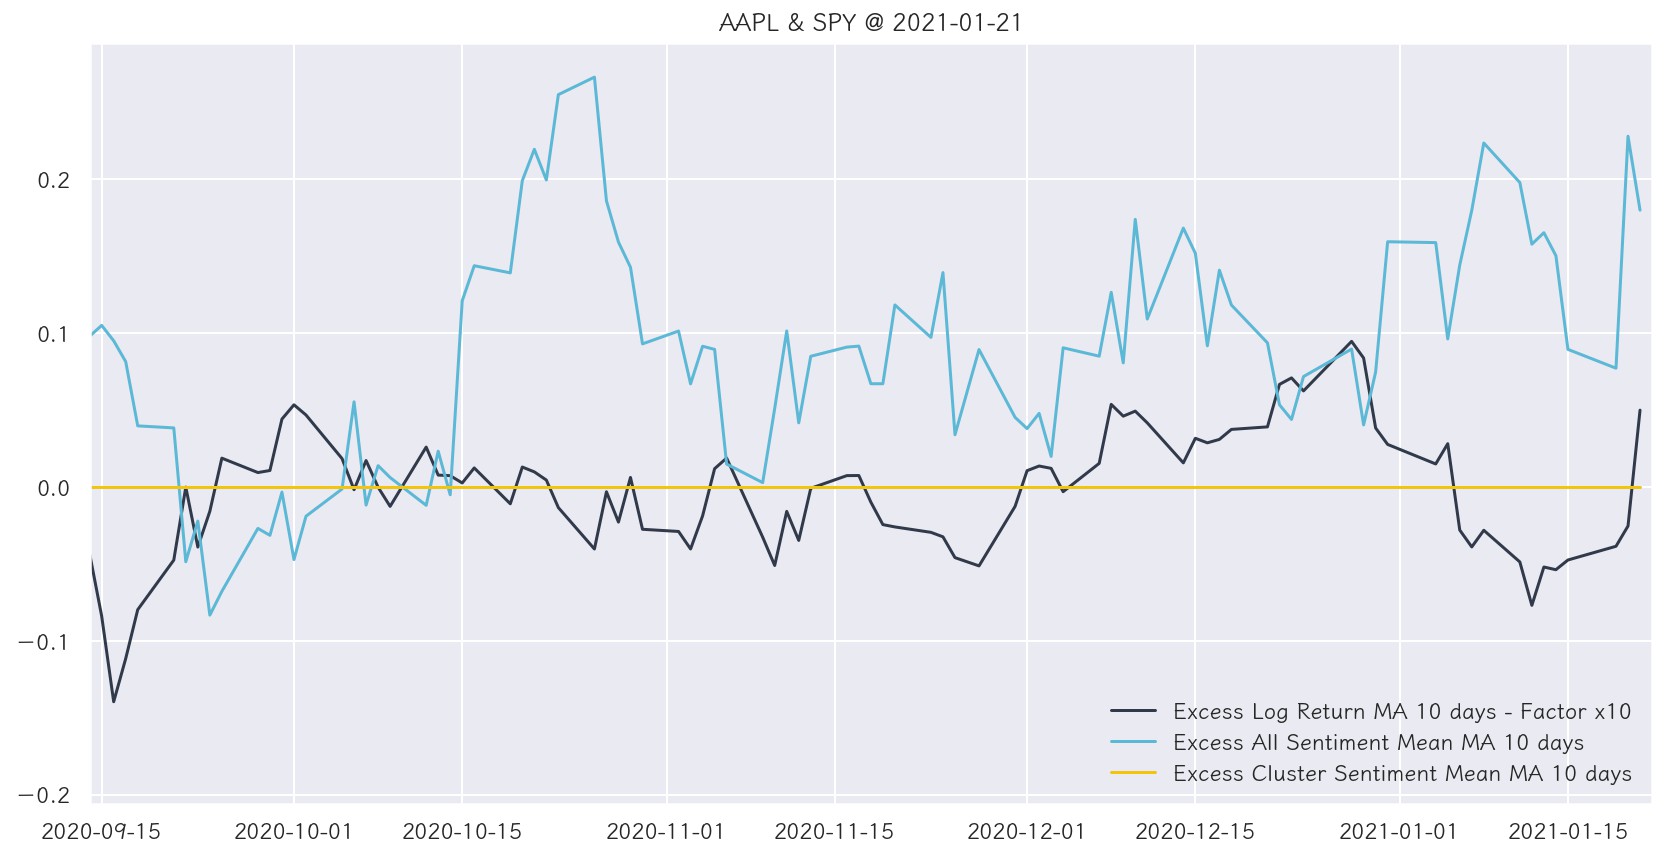 AAPL & SPY @ 2021-01-21
0.2
0.1
0.0
−0.1
−0.2
Excess Log Return MA 10 days - Factor x10
Excess All Sentiment Mean MA 10 days
Excess Cluster Sentiment Mean MA 10 days
2020-09-15 2020-10-01 2020-10-15 2020-11-01 2020-11-15 2020-12-01 2020-12-15 2021-01-01 2021-01-15